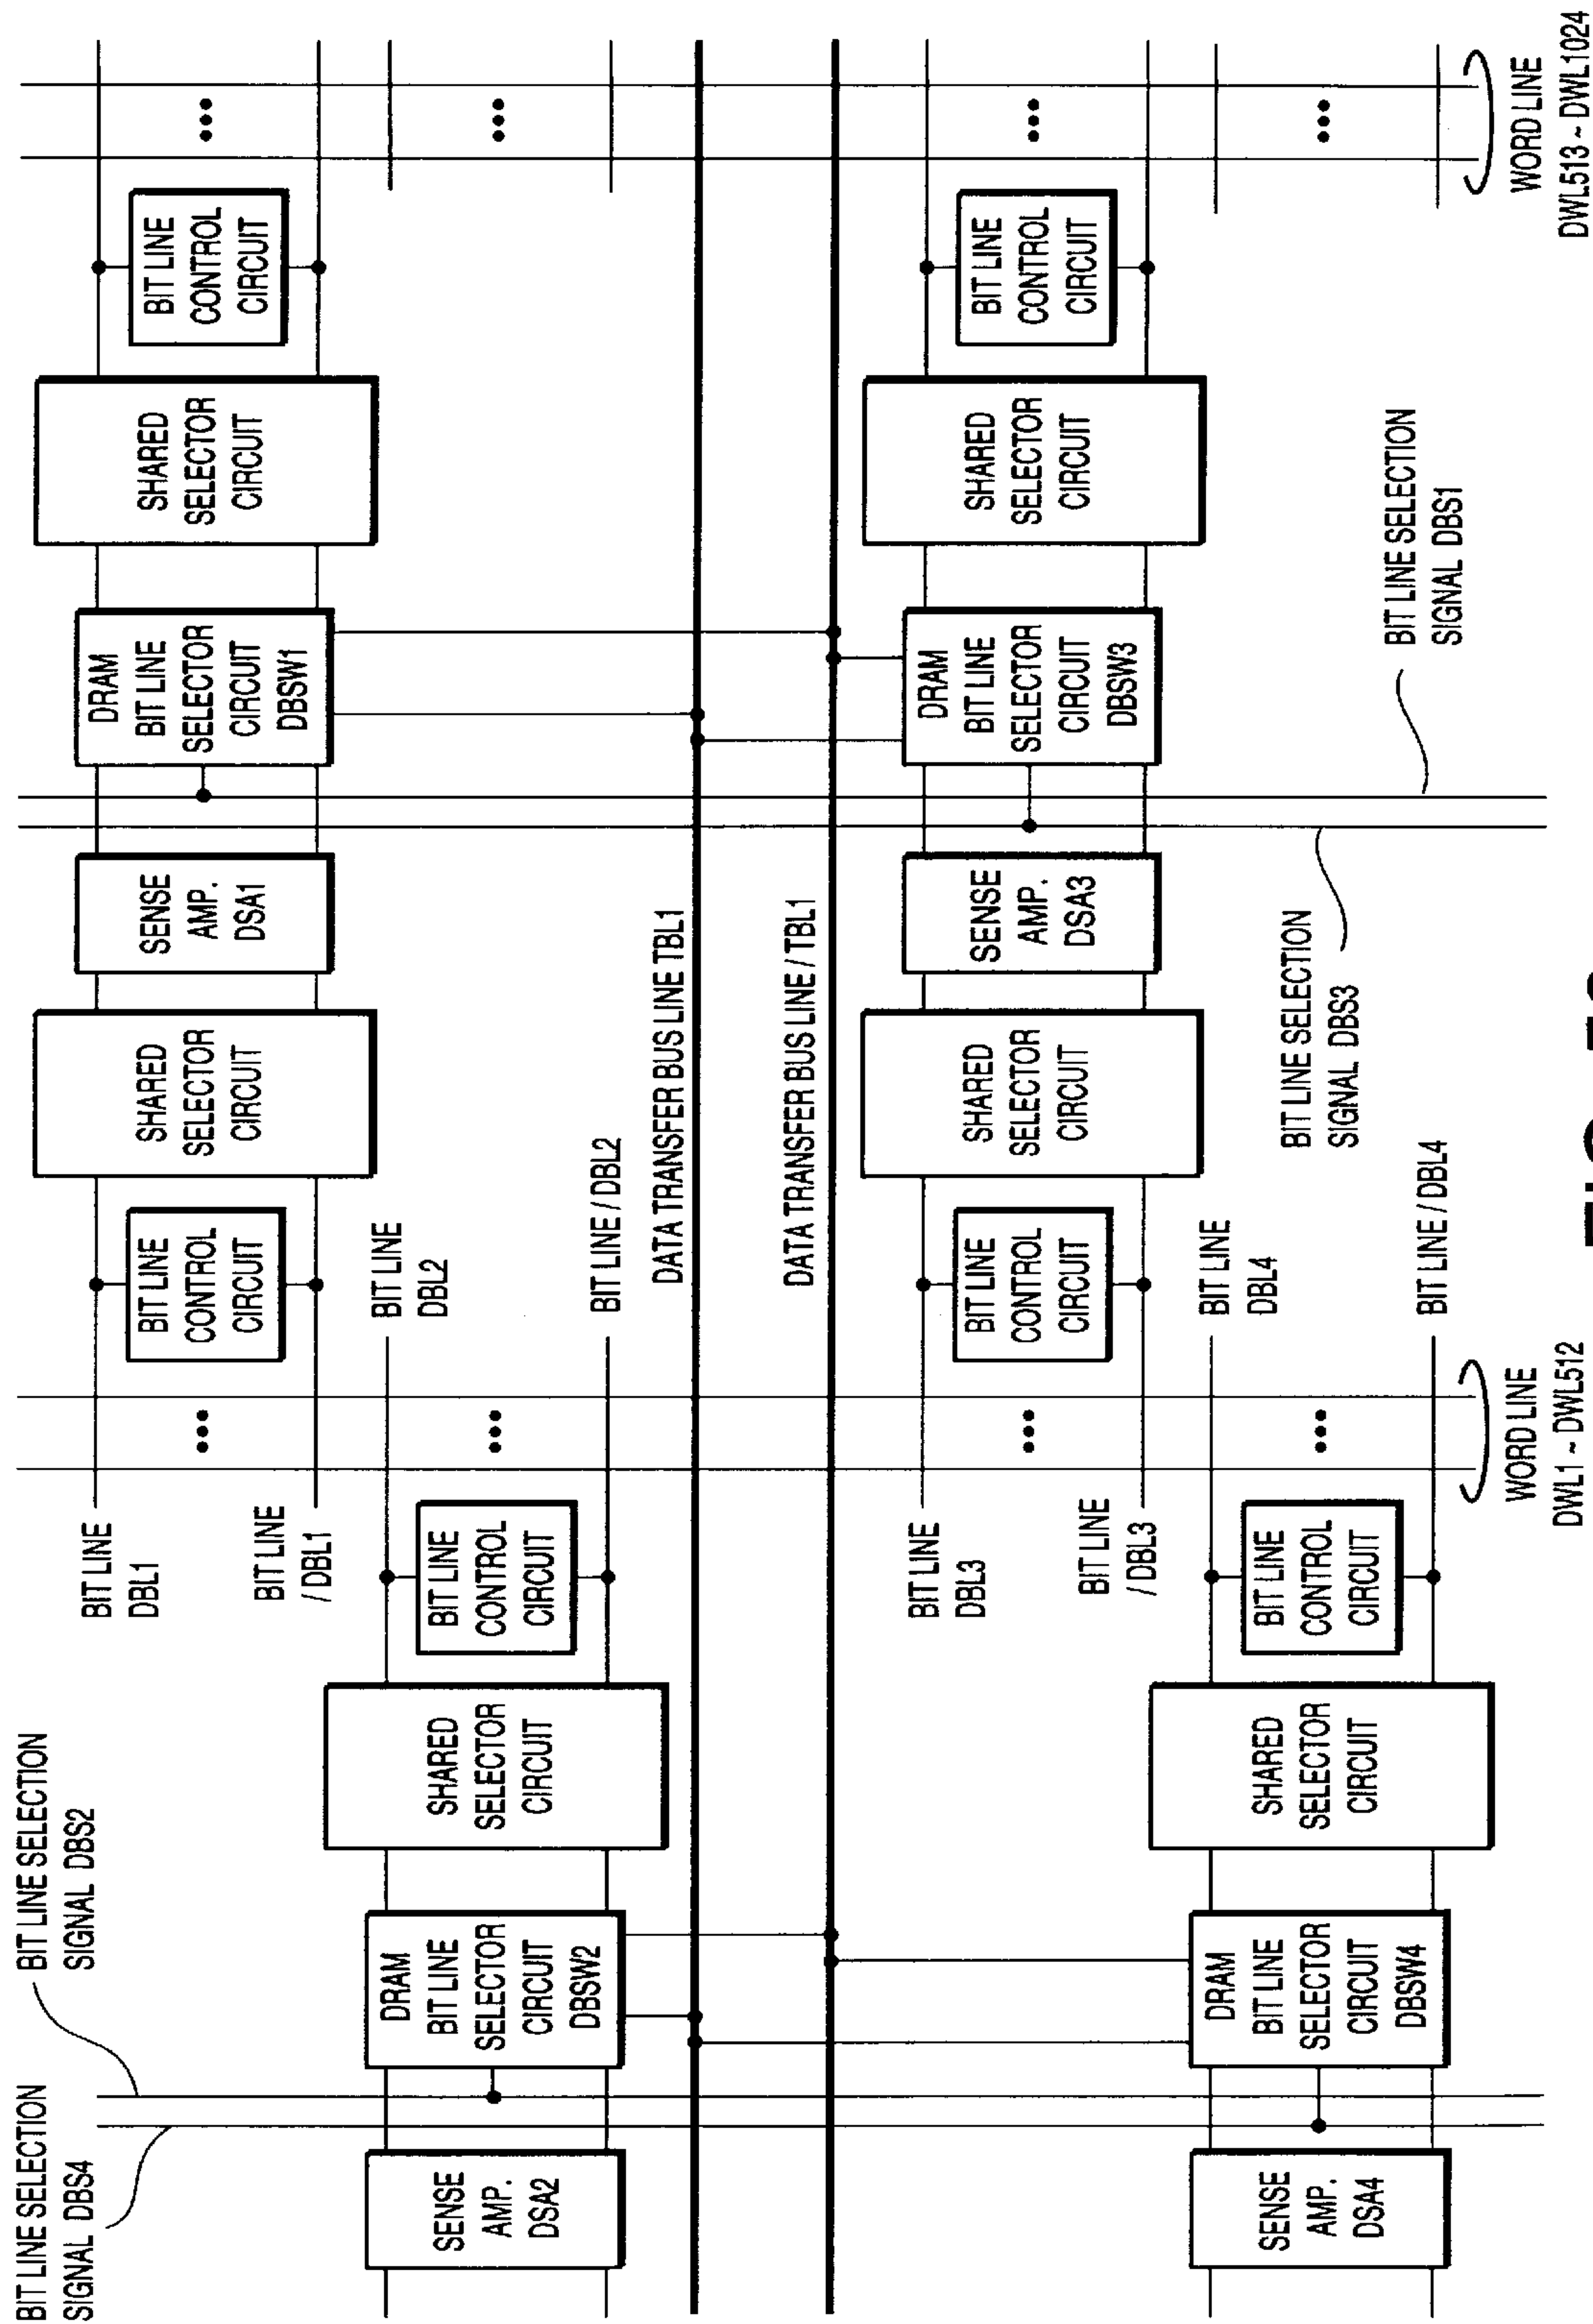 BIT LINE SELECTION
SIGNAL DBS4
BIT LINE SELECTION
SIGNAL DBS2
BIT LINE
DBL1
BIT LINE
/ DBL1
BIT LINE
CONTROL
CIRCUIT
SHARED
SELECTOR
CIRCUIT
SENSE
AMP.
DSA1
DRAM
BIT LINE
SELECTOR
CIRCUIT
DBSW1
SHARED
SELECTOR
CIRCUIT
BIT LINE
CONTROL
CIRCUIT
SENSE
AMP.
DSA2
DRAM
BIT LINE
SELECTOR
CIRCUIT
DBSW2
SHARED
SELECTOR
CIRCUIT
BIT LINE
CONTROL
CIRCUIT
BIT LINE
DBL2
BIT LINE / DBL2
DATA TRANSFER BUS LINE TBL1
DATA TRANSFER BUS LINE / TBL1
BIT LINE
DBL3
BIT LINE
/ DBL3
BIT LINE
CONTROL
CIRCUIT
SHARED
SELECTOR
CIRCUIT
SENSE
AMP.
DSA3
DRAM
BIT LINE
SELECTOR
CIRCUIT
DBSW3
SHARED
SELECTOR
CIRCUIT
BIT LINE
CONTROL
CIRCUIT
SENSE
AMP.
DSA4
DRAM
BIT LINE
SELECTOR
CIRCUIT
DBSW4
SHARED
SELECTOR
CIRCUIT
BIT LINE
CONTROL
CIRCUIT
BIT LINE
DBL4
BIT LINE / DBL4
BIT LINE SELECTION
SIGNAL DBS3
BIT LINE SELECTION
SIGNAL DBS1
WORD LINE
DWL1 ~ DWL512
WORD LINE
DWL513 ~ DWL1024